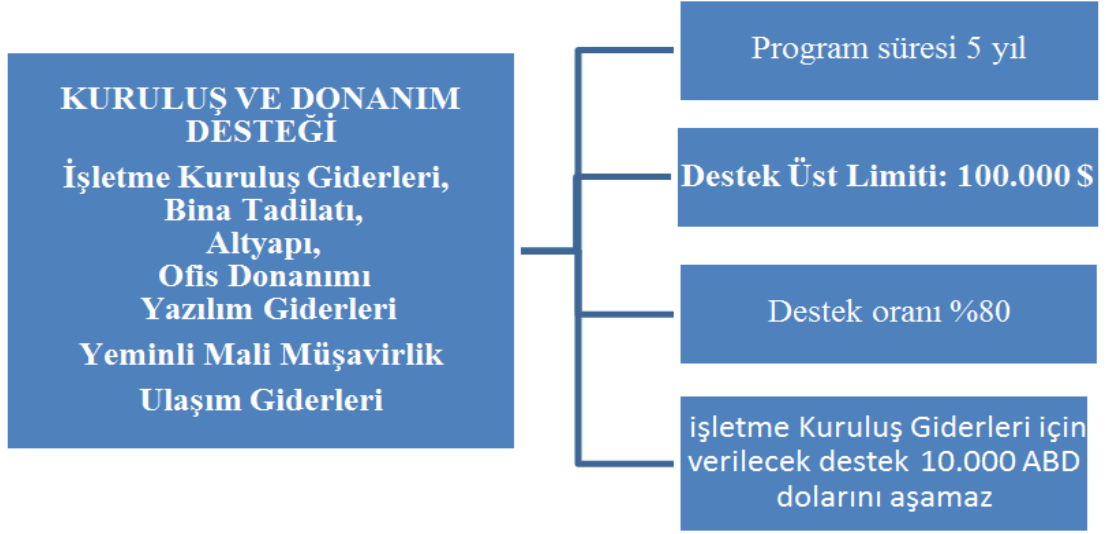 KURULUŞ VE DONANIM
DESTEĞİ
İşletme Kuruluş Giderleri,
Bina Tadilatı,
Altyapı,
Ofis Donanımı
Yazılım Giderleri
Yeminli Mali Müşavirlik
Ulaşım Giderleri
Program süresi 5 yıl
Destek Üst Limiti: 100.000 $
Destek oranı %80
işletme Kuruluş Giderleri için
verilecek destek 10.000 ABD
dolarını aşamaz